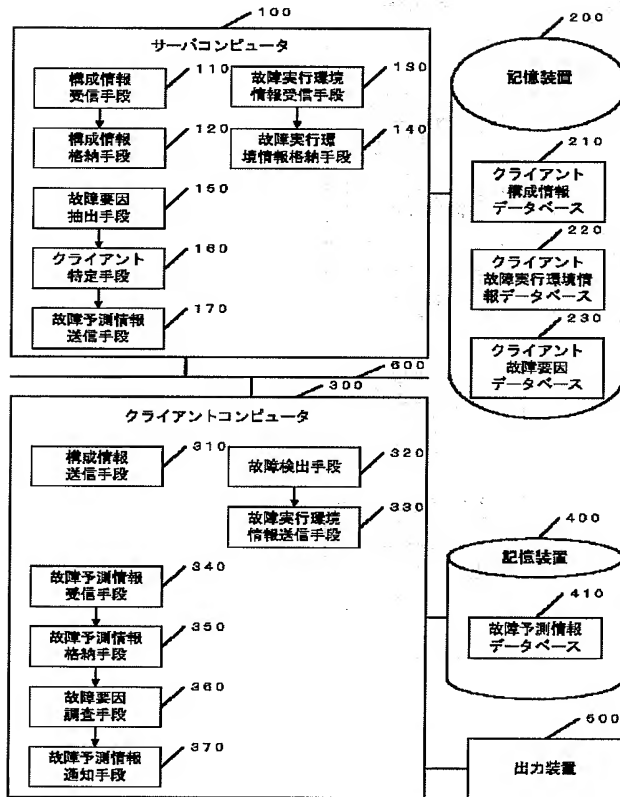 100
サーバコンピュータ
110
構成情報
受信手段
120
構成情報
格納手段
130
故障実行環境
情報受信手段
140
故障実行環
境情報格納手段
150
故障要因
抽出手段
160
クライアント
特定手段
170
故障予測情報
送信手段
200
記憶装置
210
クライアント
構成情報
データベース
220
クライアント
故障実行環境情
報データベース
230
クライアント
故障要因
データベース
600
300
クライアントコンピュータ
310
構成情報
送信手段
320
故障検出手段
330
故障実行環境
情報送信手段
340
故障予測情報
受信手段
350
故障予測情報
格納手段
360
故障要因
調査手段
370
故障予測情報
通知手段
400
記憶装置
410
故障予測情報
データベース
500
出力装置